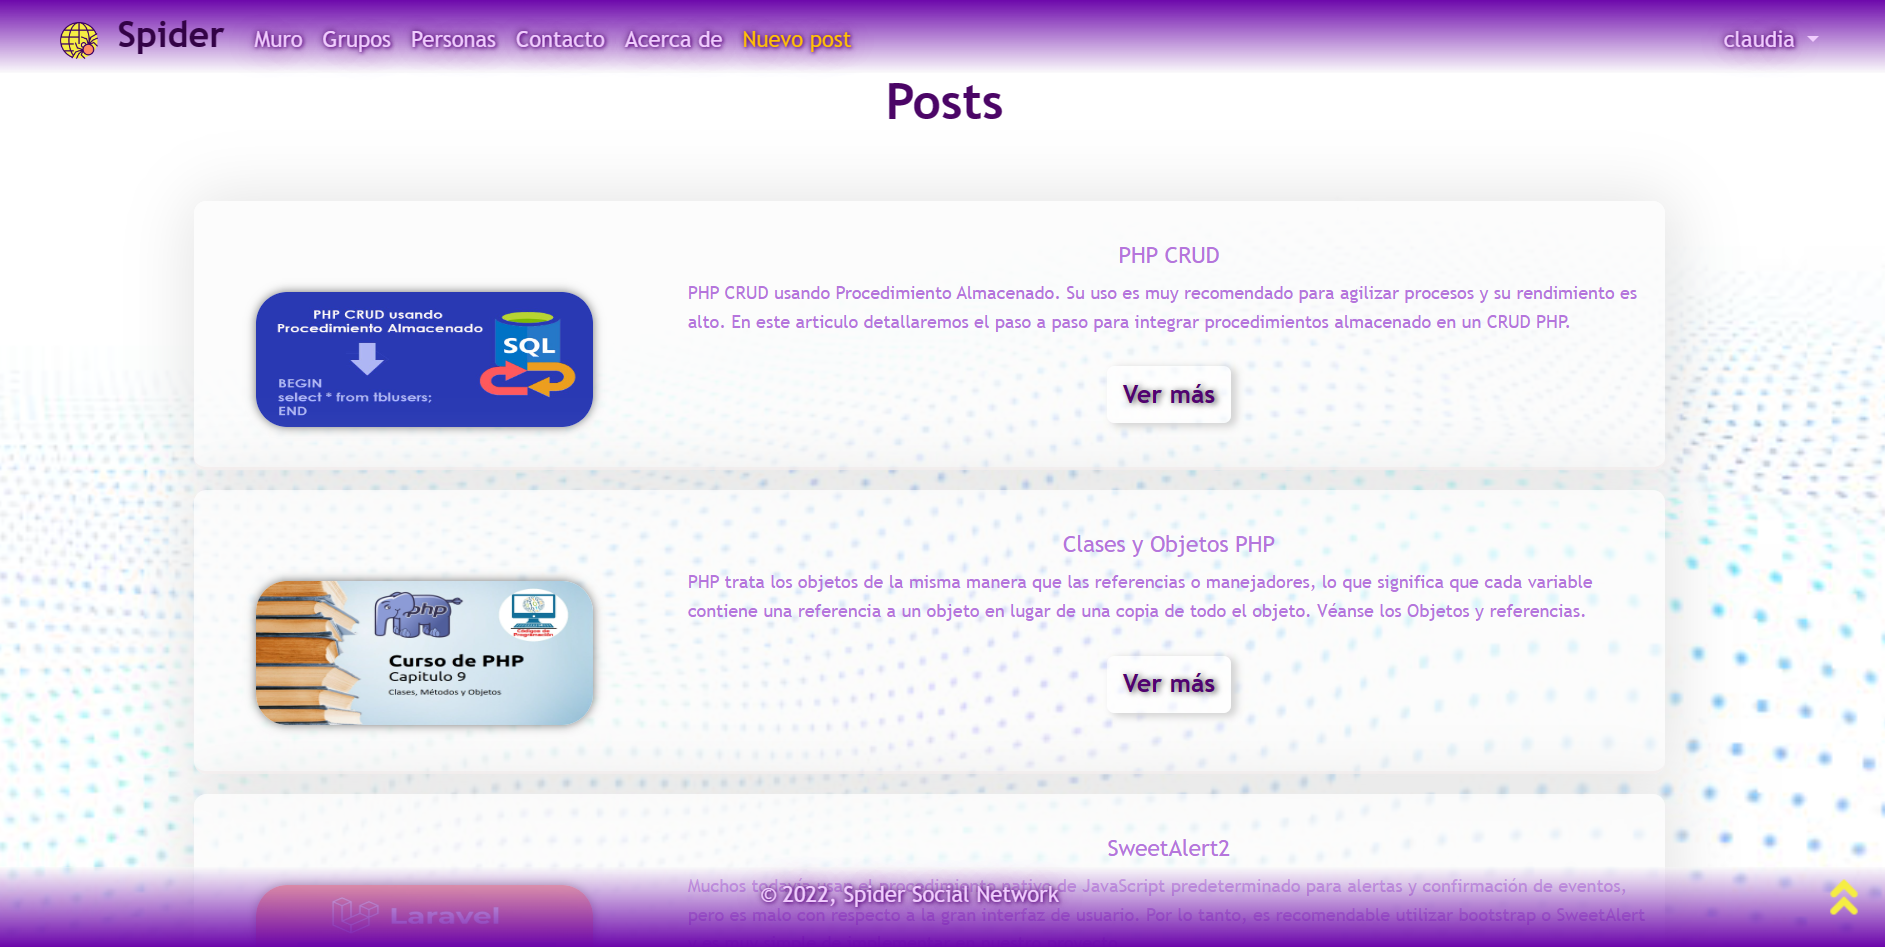 Spider Muro Grupos Personas Contacto Acerca de Nuevo post claudia
Posts
PHP CRUD usando
Procedimiento Almacenado
SQL
BEGIN
select * from tblusers;
END
PHP CRUD
PHP CRUD usando Procedimiento Almacenado. Su uso es muy recomendado para agilizar procesos y su rendimiento es
alto. En este articulo detallaremos el paso a paso para integrar procedimientos almacenado en un CRUD PHP.
Ver más
php
Códigos de
Programación
Curso de PHP
Capitulo 9
Clases, Métodos y Objetos
Clases y Objetos PHP
PHP trata los objetos de la misma manera que las referencias o manejadores, lo que significa que cada variable
contiene una referencia a un objeto en lugar de una copia de todo el objeto. Véanse los Objetos y referencias.
Ver más
Laravel
SweetAlert2
Muchos de JavaScript predeterminado para alertas y confirmación de eventos,
pero es malo con respecto a la gran interfaz de usuario. Por lo tanto, es recomendable utilizar bootstrap o SweetAlert
© 2022, Spider Social Network